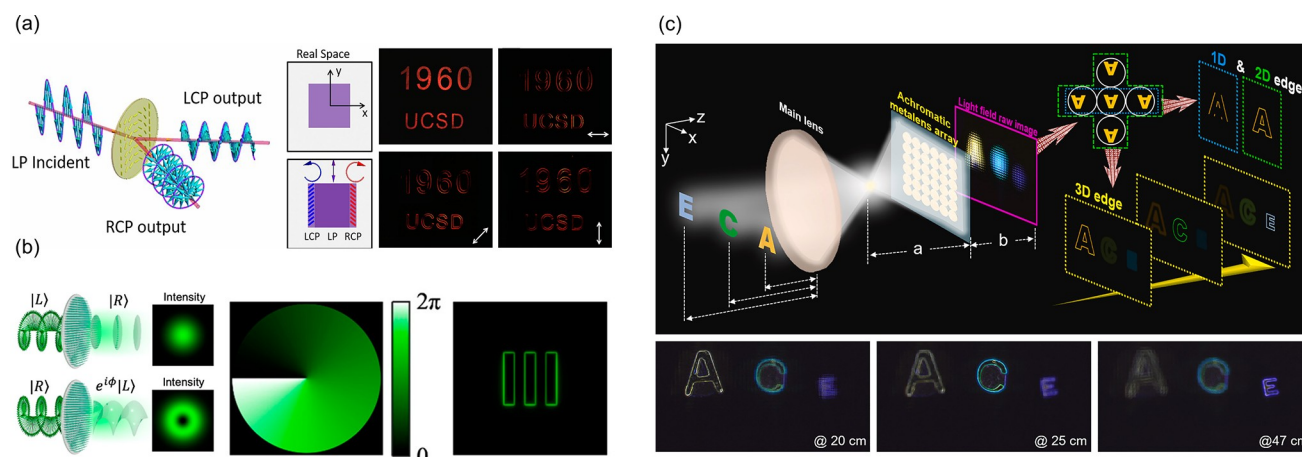 (a)
LP Incident
LCP output
RCP output
Real Space
y
x
LCP LP RCP
1960
UCSD
1960
UCSD
1960
UCSD
1960
UCSD
(b)
|L⟩
|R⟩
Intensity
|R⟩
e^{iϕ}|L⟩
Intensity
2π
0
(c)
z
x
y
E
C
A
Main lens
Achromatic
metalens array
Light field raw image
a
b
A
A
A
A
A
1D & 2D edge
A
A
3D edge
A C
A C
A C E
A C E
@ 20 cm
A C E
@ 25 cm
A C E
@47 cm